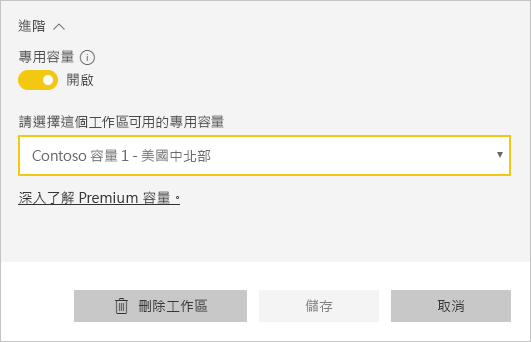 進階
專用容量
開啟
請選擇這個工作區可用的專用容量
Contoso 容量 1 - 美國中北部
深入了解 Premium 容量。
刪除工作區
儲存
取消